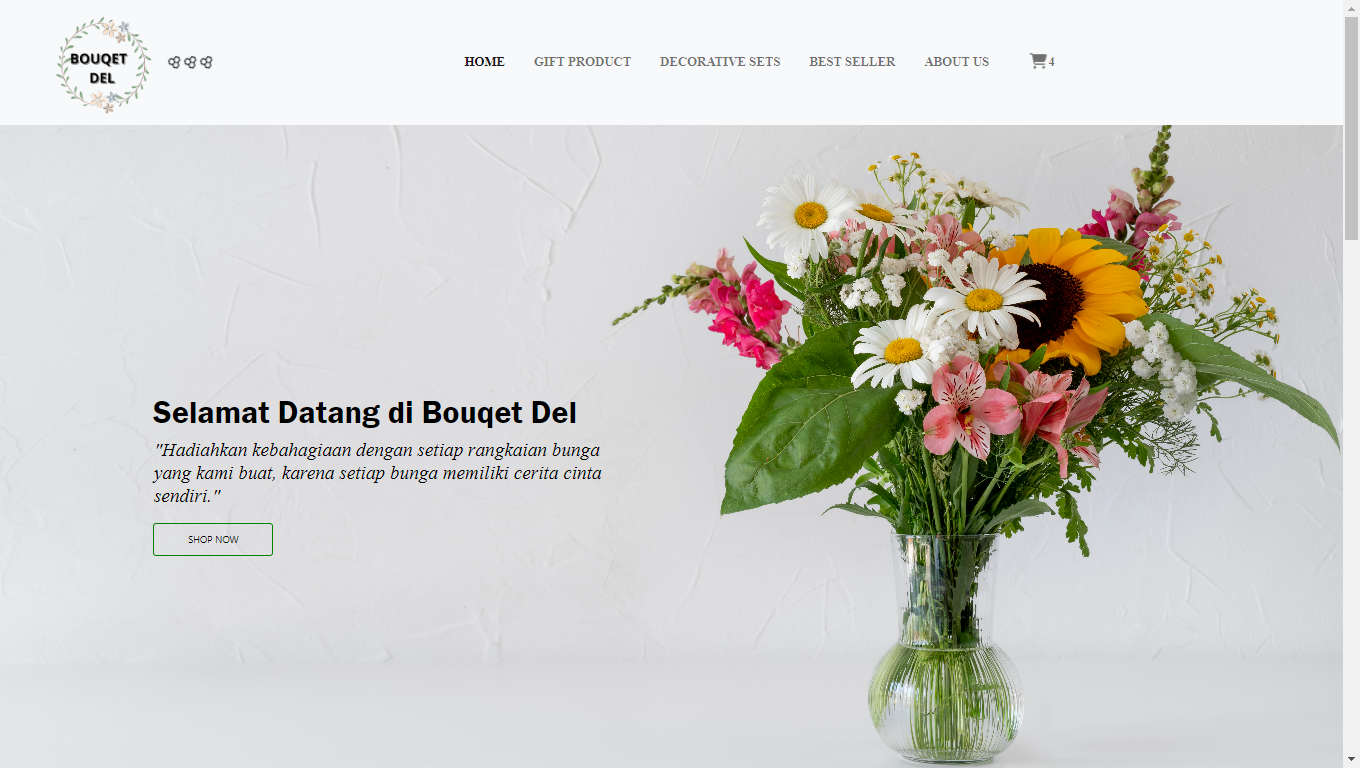 BOUQET
DEL
HOME GIFT PRODUCT DECORATIVE SETS BEST SELLER ABOUT US 4
Selamat Datang di Bouqet Del
"Hadiahkan kebahagiaan dengan setiap rangkaian bunga
yang kami buat, karena setiap bunga memiliki cerita cinta
sendiri."
SHOP NOW